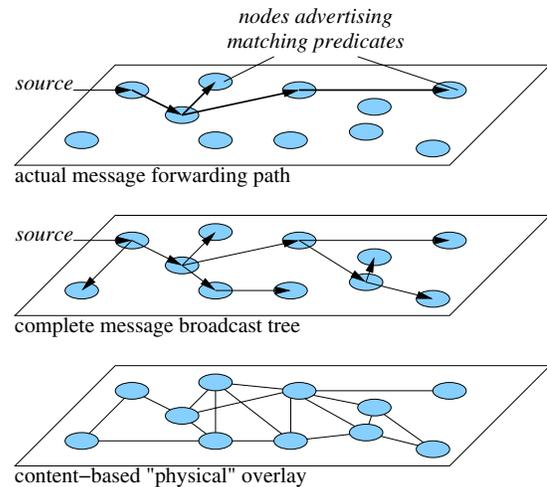 nodes advertising
matching predicates
source
actual message forwarding path
source
complete message broadcast tree
content−based "physical" overlay